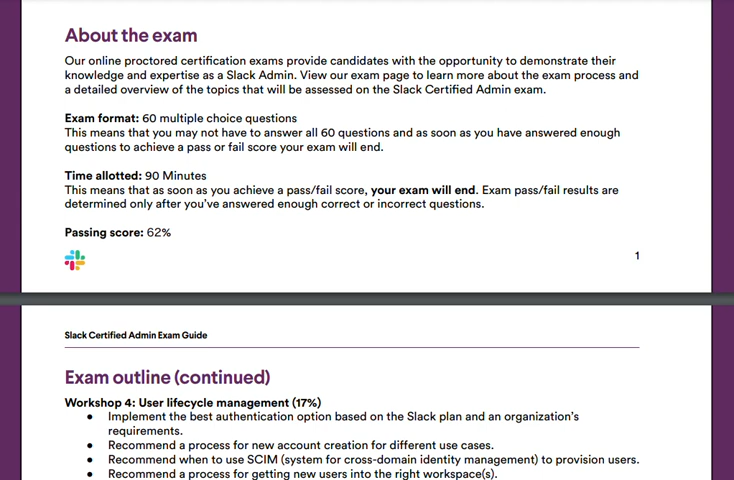 About the exam
Our online proctored certification exams provide candidates with the opportunity to demonstrate their
knowledge and expertise as a Slack Admin. View our exam page to learn more about the exam process and
a detailed overview of the topics that will be assessed on the Slack Certified Admin exam.
Exam format: 60 multiple choice questions
This means that you may not have to answer all 60 questions and as soon as you have answered enough
questions to achieve a pass or fail score your exam will end.
Time allotted: 90 Minutes
This means that as soon as you achieve a pass/fail score, your exam will end. Exam pass/fail results are
determined only after you've answered enough correct or incorrect questions.
Passing score: 62%
1
Slack Certified Admin Exam Guide
Exam outline (continued)
Workshop 4: User lifecycle management (17%)
● Implement the best authentication option based on the Slack plan and an organization's
requirements.
● Recommend a process for new account creation for different use cases.
● Recommend when to use SCIM (system for cross-domain identity management) to provision users.
● Recommend a process for getting new users into the right workspace(s).